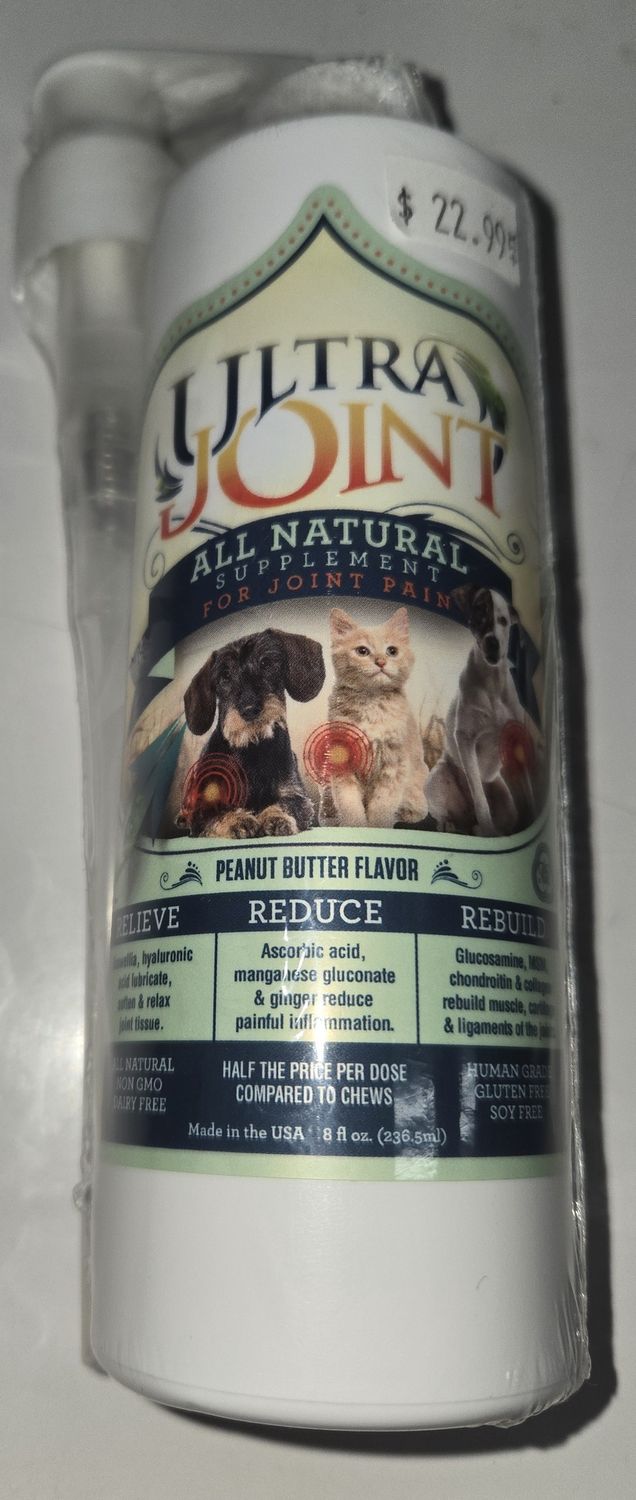 $ 22.99
ULTRA
JOINT
ALL NATURAL
SUPPLEMENT
FOR JOINT PAIN
PEANUT BUTTER FLAVOR
RELIEVE
hyaluronic
acid lubricate,
& relax
joint tissue.
REDUCE
Ascorbic acid,
manganese gluconate
& ginger reduce
painful inflammation.
REBUILD
Glucosamine, MSM,
chondroitin & collagen
rebuild muscle,
& ligaments of the
ALL NATURAL
NON GMO
DAIRY FREE
HALF THE PRICE PER DOSE
COMPARED TO CHEWS
HUMAN GRADE
GLUTEN FREE
SOY FREE
Made in the USA 8 fl oz. (236.5ml)